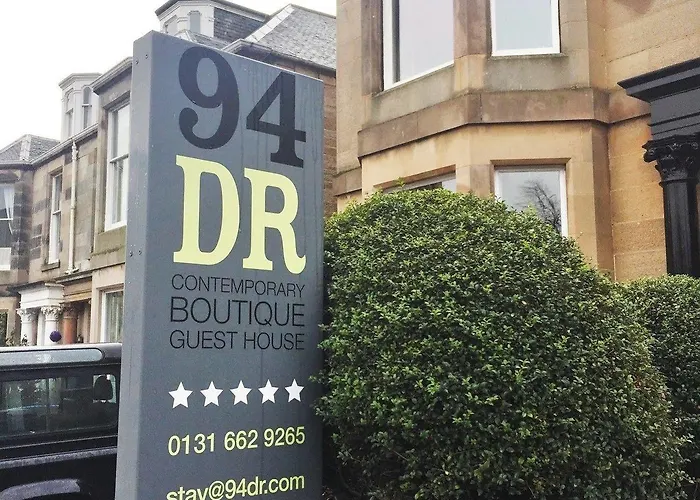 94
DR
CONTEMPORARY
BOUTIQUE
GUEST HOUSE
0131 662 9265
stay@94dr.com